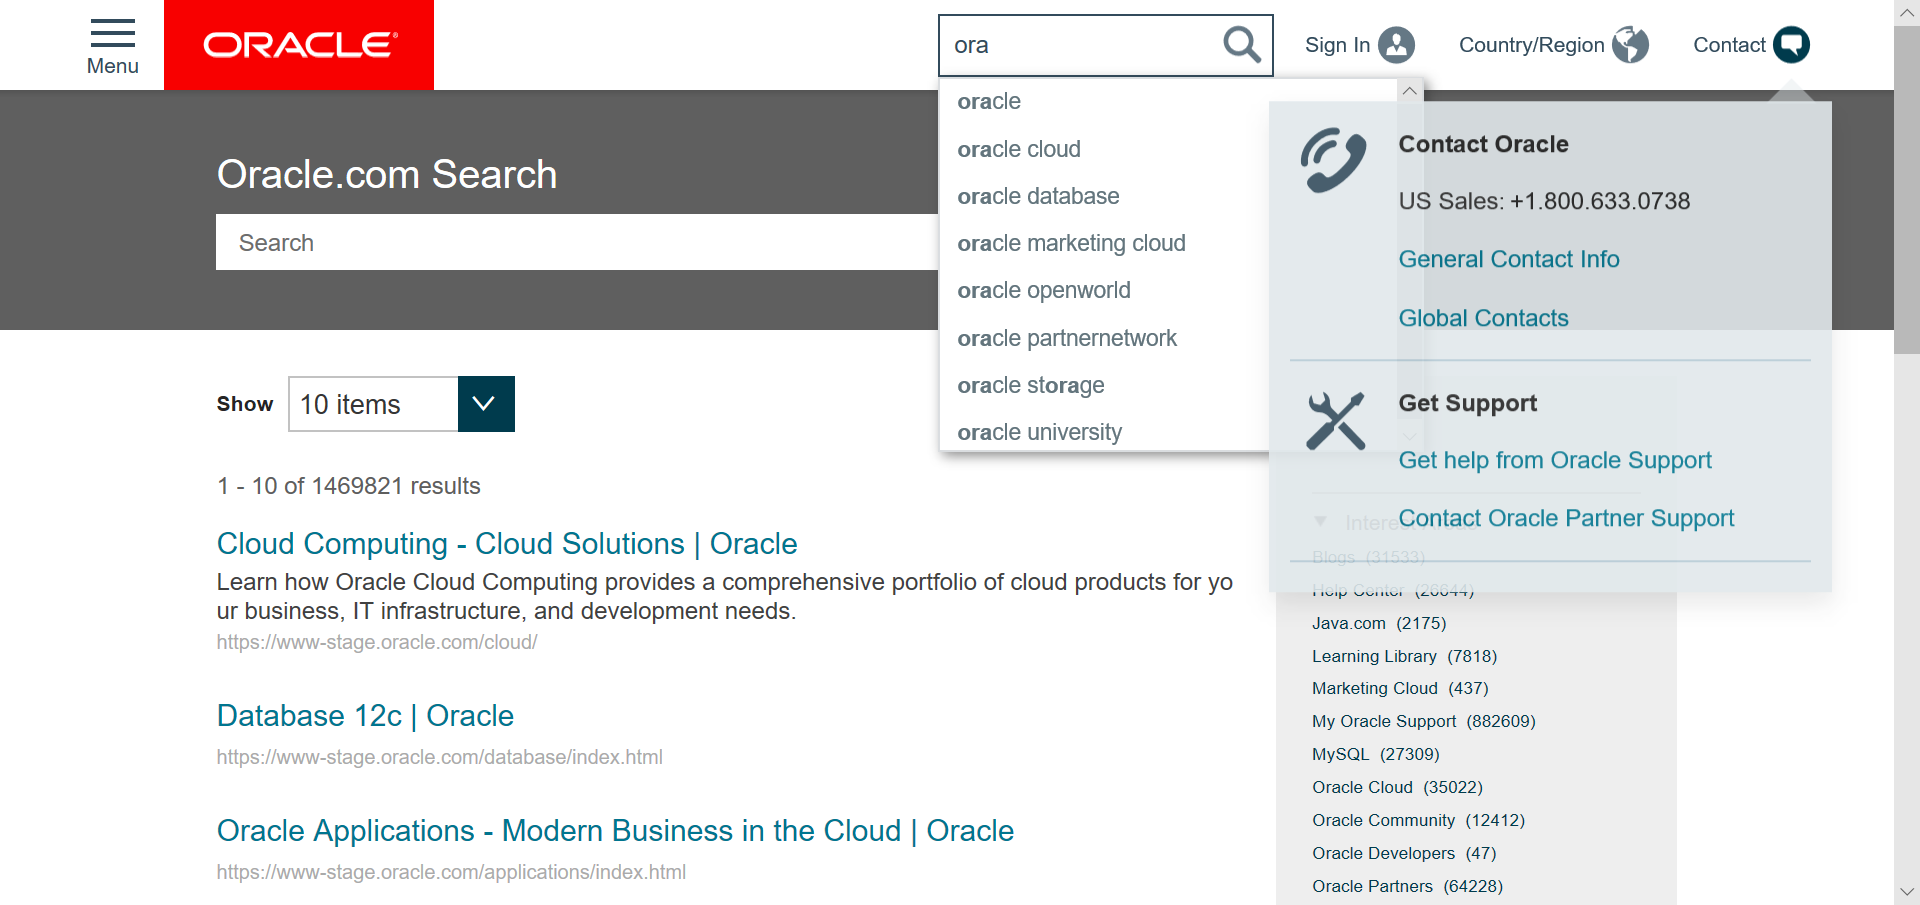 Menu
ORACLE
ora
Sign In
Country/Region
Contact
oracle
oracle cloud
oracle database
oracle marketing cloud
oracle openworld
oracle partnernetwork
oracle storage
oracle university
Contact Oracle
US Sales: +1.800.633.0738
General Contact Info
Global Contacts
Get Support
Get help from Oracle Support
Contact Oracle Partner Support
Oracle.com Search
Search
Show
10 items
1 - 10 of 1469821 results
Cloud Computing - Cloud Solutions | Oracle
Learn how Oracle Cloud Computing provides a comprehensive portfolio of cloud products for yo
ur business, IT infrastructure, and development needs.
https://www-stage.oracle.com/cloud/
Database 12c | Oracle
https://www-stage.oracle.com/database/index.html
Oracle Applications - Modern Business in the Cloud | Oracle
https://www-stage.oracle.com/applications/index.html
Blogs (31533)
Help Center (26644)
Java.com (2175)
Learning Library (7818)
Marketing Cloud (437)
My Oracle Support (882609)
MySQL (27309)
Oracle Cloud (35022)
Oracle Community (12412)
Oracle Developers (47)
Oracle Partners (64228)